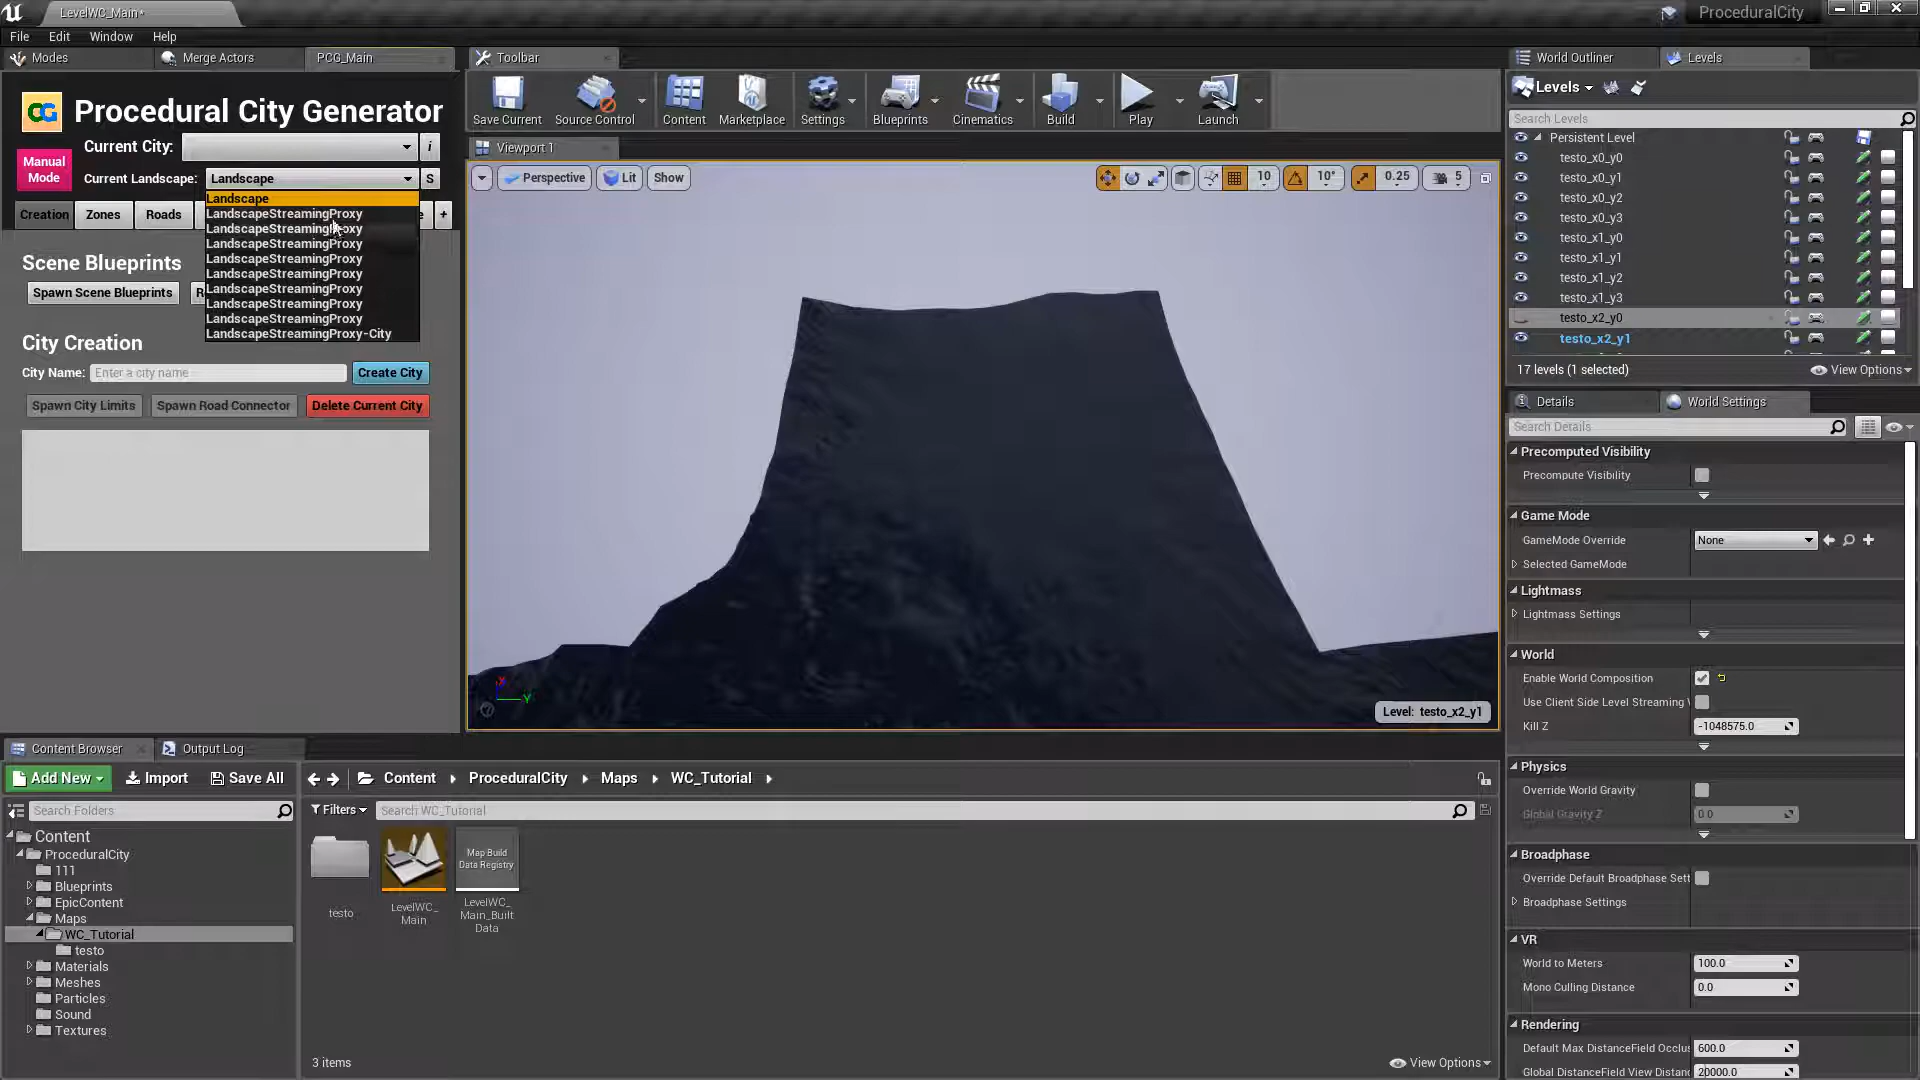 LevelWC_Main*
ProceduralCity
File Edit Window Help
Modes
Merge Actors
PCG_Main
Toolbar
World Outliner
Levels
CG
Procedural City Generator
Manual
Mode
Current City:
i
Current Landscape:
Landscape
S
Landscape
LandscapeStreamingProxy
LandscapeStreamingProxy
LandscapeStreamingProxy
LandscapeStreamingProxy
LandscapeStreamingProxy
LandscapeStreamingProxy
LandscapeStreamingProxy
LandscapeStreamingProxy
LandscapeStreamingProxy-City
Creation
Zones
Roads
+
Scene Blueprints
Spawn Scene Blueprints
City Creation
City Name:
Enter a city name
Create City
Spawn City Limits
Spawn Road Connector
Delete Current City
Save Current
Source Control
Content
Marketplace
Settings
Blueprints
Cinematics
Build
Play
Launch
Viewport 1
Perspective
Lit
Show
10
10°
0.25
5
X
Y
Level: testo_x2_y1
Levels
Search Levels
Persistent Level
testo_x0_y0
testo_x0_y1
testo_x0_y2
testo_x0_y3
testo_x1_y0
testo_x1_y1
testo_x1_y2
testo_x1_y3
testo_x2_y0
testo_x2_y1
17 levels (1 selected)
View Options
Details
World Settings
Search Details
Precomputed Visibility
Precompute Visibility
Game Mode
GameMode Override
None
Selected GameMode
Lightmass
Lightmass Settings
World
Enable World Composition
Use Client Side Level Streaming
Kill Z
-1048575.0
Physics
Override World Gravity
Global Gravity Z
0.0
Broadphase
Override Default Broadphase Sett
Broadphase Settings
VR
World to Meters
100.0
Mono Culling Distance
0.0
Rendering
Default Max DistanceField Occlus
600.0
Global DistanceField View Distan
20000.0
Content Browser
Output Log
Add New
Import
Save All
Content
ProceduralCity
Maps
WC_Tutorial
Search Folders
Filters
Search WC_Tutorial
Content
ProceduralCity
111
Blueprints
EpicContent
Maps
WC_Tutorial
testo
Materials
Meshes
Particles
Sound
Textures
testo
LevelWC_
Main
Map Build
Data Registry
LevelWC_
Main_Built
Data
3 items
View Options